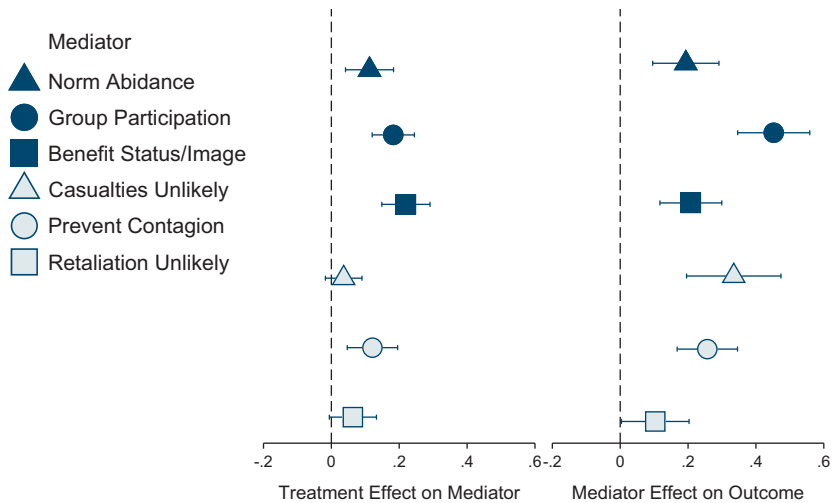 Mediator
Norm Abidance
Group Participation
Benefit Status/Image
Casualties Unlikely
Prevent Contagion
Retaliation Unlikely
-.2 0 .2 .4 .6 -.2 0 .2 .4 .6
Treatment Effect on Mediator Mediator Effect on Outcome